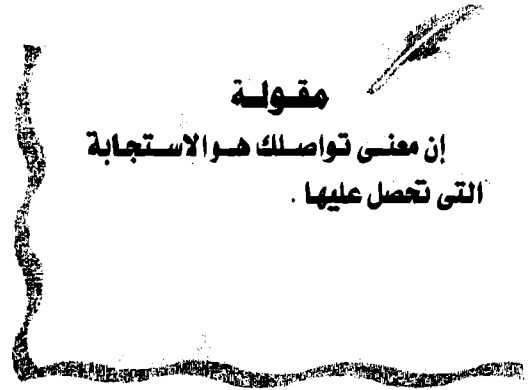 مقولة
إن معنى تواصلك هو الاستجابة
التى تحصل عليها .